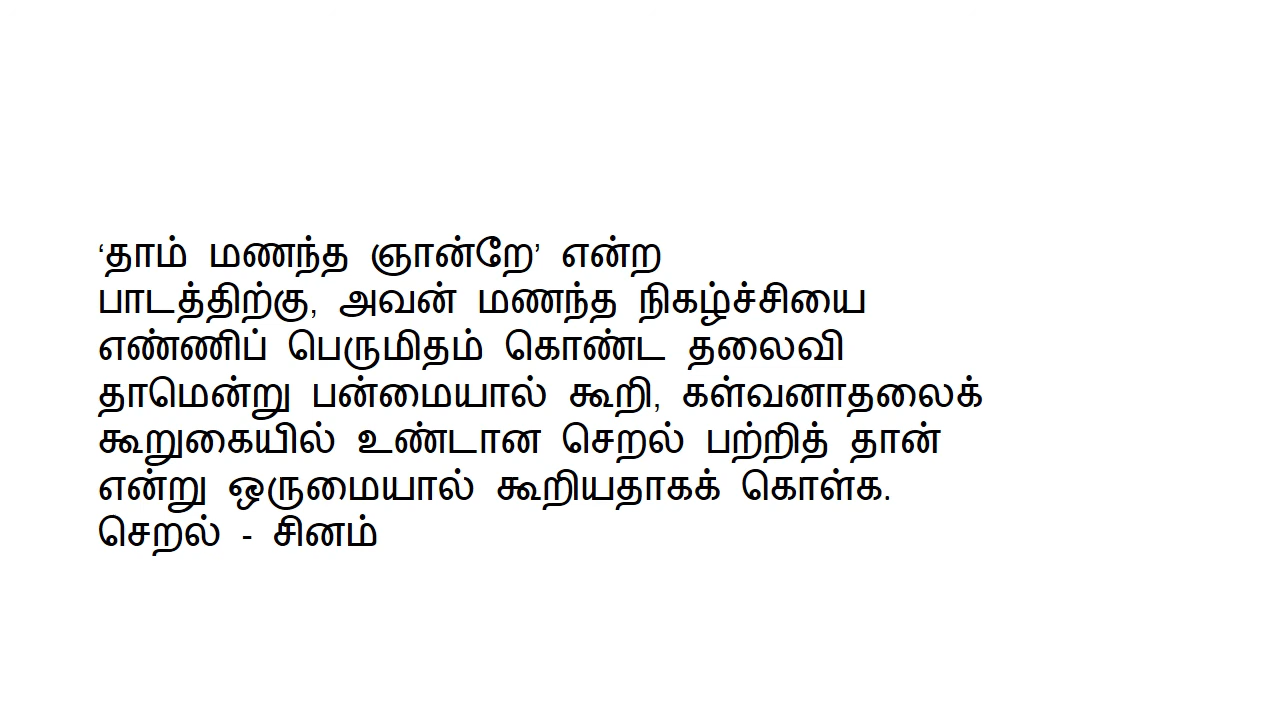 ‘தாம் மணந்த ஞான்றே’ என்ற
பாடத்திற்கு, அவன் மணந்த நிகழ்ச்சியை
எண்ணிப் பெருமிதம் கொண்ட தலைவி
தாமென்று பன்மையால் கூறி, கள்வனாதலைக்
கூறுகையில் உண்டான செறல் பற்றித் தான்
என்று ஒருமையால் கூறியதாகக் கொள்க.
செறல் - சினம்